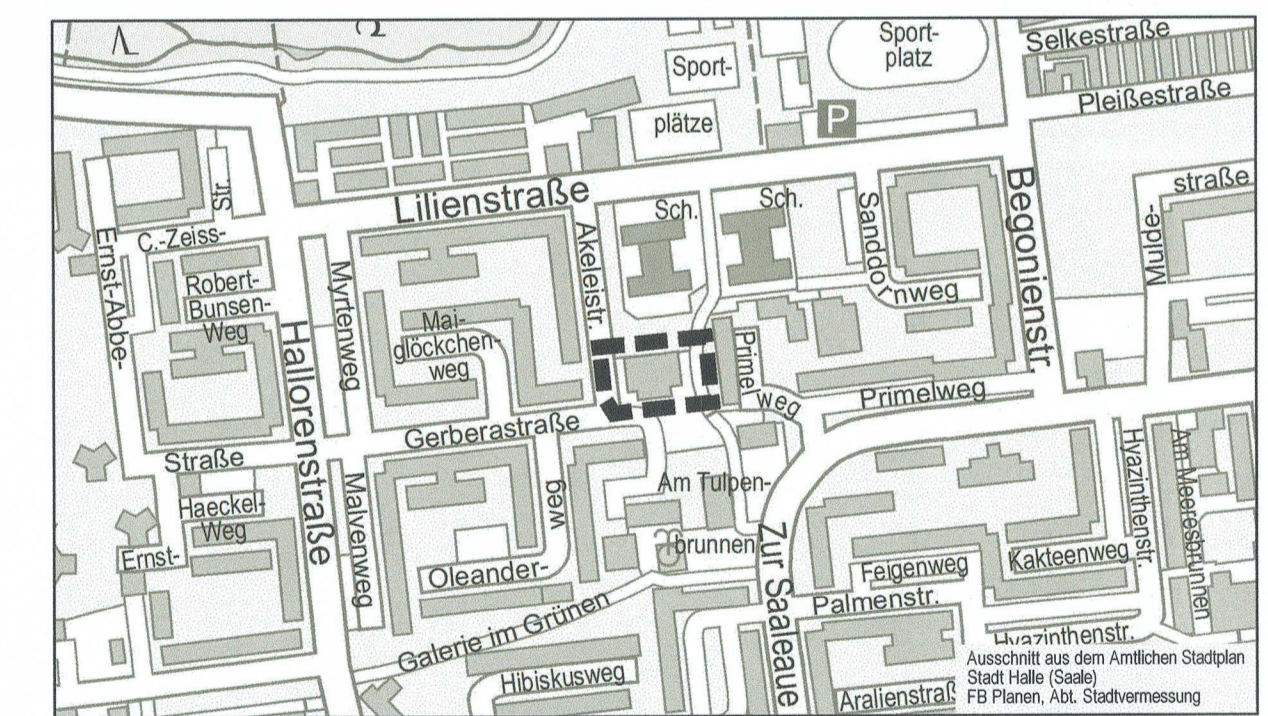 Sport-
platz
Selkestraße
Sport-
plätze
P
Pleißestraße
Lilienstraße
Sch.
Sch.
Akeleistr.
Sanddornweg
Begonienstr.
straße
Mulde-
str.
C.-Zeiss-
Ernst-Abbe-
Robert-
Bunsen-
Weg
Hallorenstraße
Myrtenweg
Mai-
glöckchen-
weg
Primel
weg
Primelweg
Gerberastraße
Straße
Haeckel-
Weg
Ernst-
Malvenweg
weg
Oleander-
Am Tulpen-
brunnen
Zur Saaleaue
Galerie im Grünen
Hibiskusweg
Feigenweg
Kakteenweg
Palmenstr.
Hyazinthenstr.
Am Meeresbrunnen
Hyazinthenstr.
Aralienstraß
Ausschnitt aus dem Amtlichen Stadtplan
Stadt Halle (Saale)
FB Planen, Abt. Stadtvermessung